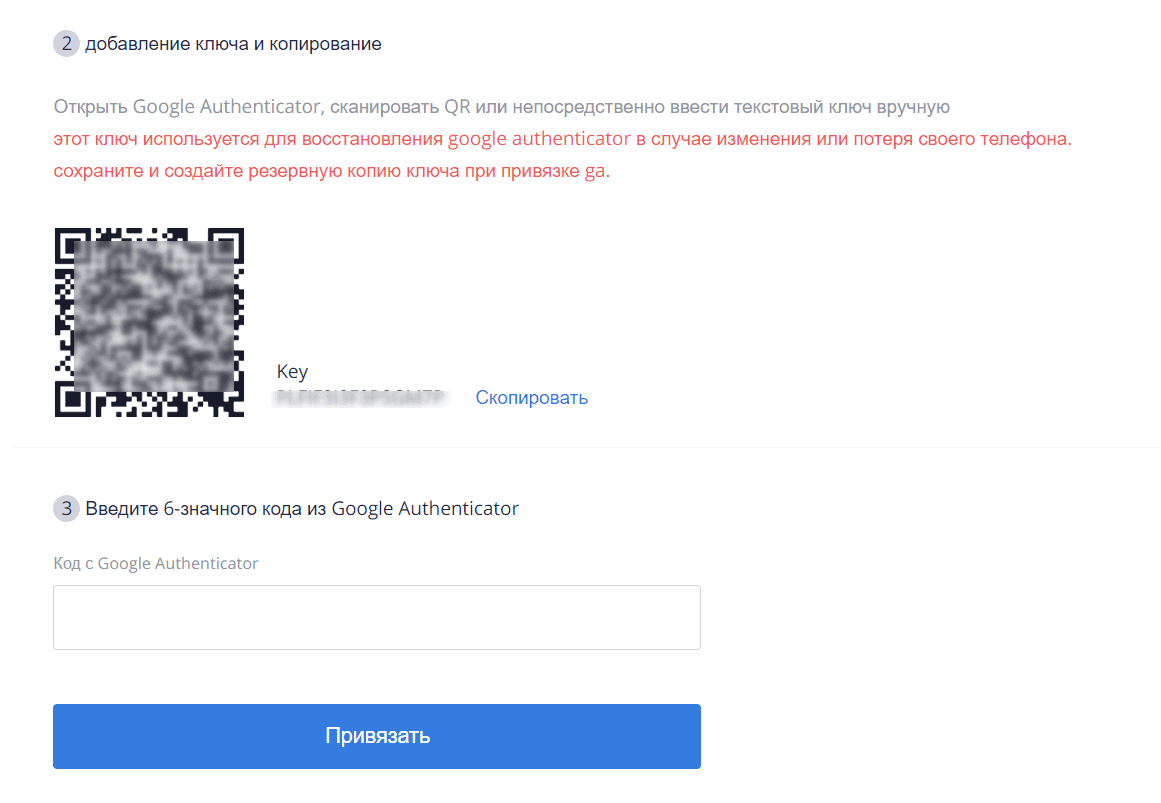 2 добавление ключа и копирование
Открыть Google Authenticator, сканировать QR или непосредственно ввести текстовый ключ вручную
этот ключ используется для восстановления google authenticator в случае изменения или потеря своего телефона.
сохраните и создайте резервную копию ключа при привязке ga.
Key
Скопировать
3 Введите 6-значного кода из Google Authenticator
Код с Google Authenticator
Привязать